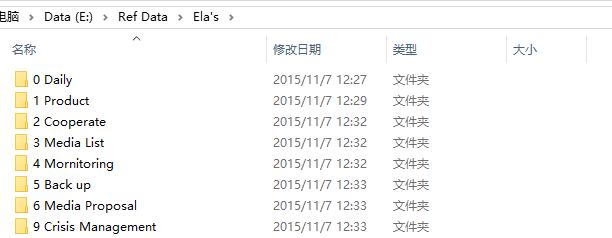 电脑 > Data (E:) > Ref Data > Ela's >
名称 修改日期 类型 大小
0 Daily 2015/11/7 12:27 文件夹
1 Product 2015/11/7 12:29 文件夹
2 Cooperate 2015/11/7 12:32 文件夹
3 Media List 2015/11/7 12:32 文件夹
4 Mornitoring 2015/11/7 12:32 文件夹
5 Back up 2015/11/7 12:33 文件夹
6 Media Proposal 2015/11/7 12:33 文件夹
9 Crisis Management 2015/11/7 12:33 文件夹